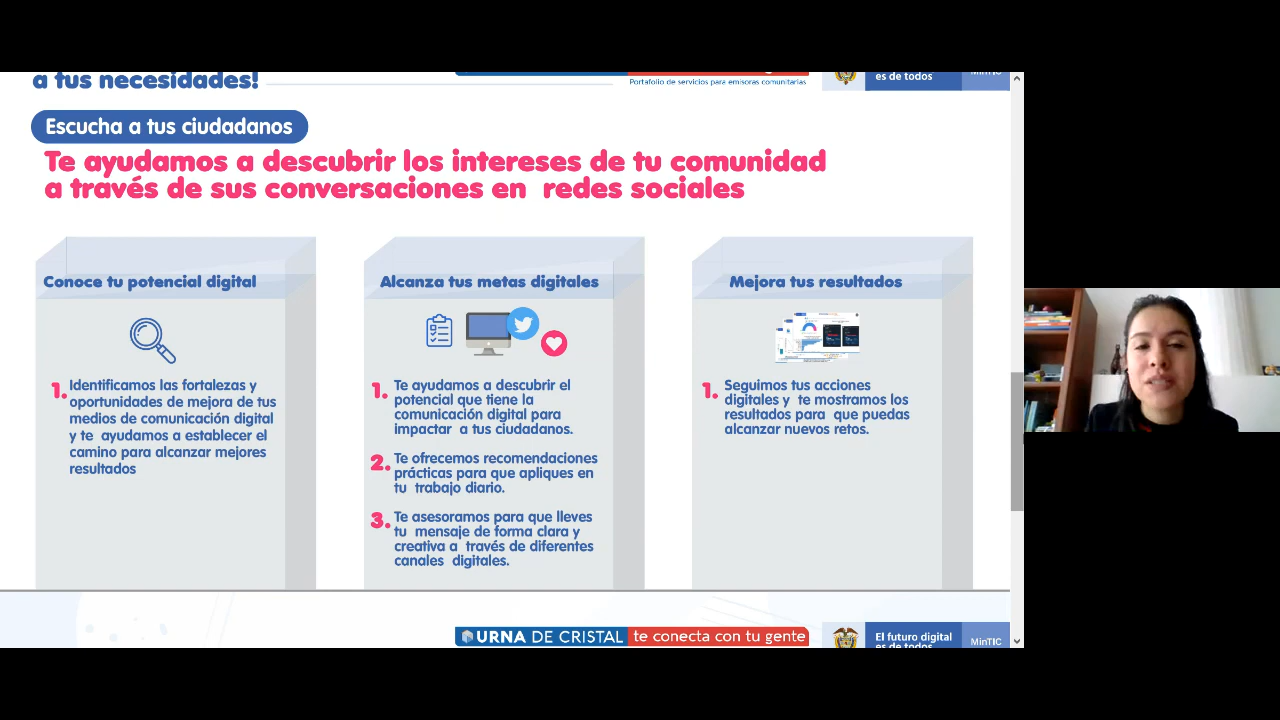 a tus necesidades!
Portafolio de servicios para emisoras comunitarias
es de todos
MinTIC
Escucha a tus ciudadanos
Te ayudamos a descubrir los intereses de tu comunidad
a través de sus conversaciones en redes sociales
Conoce tu potencial digital
1. Identificamos las fortalezas y
oportunidades de mejora de tus
medios de comunicación digital
y te ayudamos a establecer el
camino para alcanzar mejores
resultados
Alcanza tus metas digitales
1. Te ayudamos a descubrir el
potencial que tiene la
comunicación digital para
impactar a tus ciudadanos.
2. Te ofrecemos recomendaciones
prácticas para que apliques en
tu trabajo diario.
3. Te asesoramos para que lleves
tu mensaje de forma clara y
creativa a través de diferentes
canales digitales.
Mejora tus resultados
1. Seguimos tus acciones
digitales y te mostramos los
resultados para que puedas
alcanzar nuevos retos.
URNA DE CRISTAL te conecta con tu gente
El futuro digital
es de todos
MinTIC